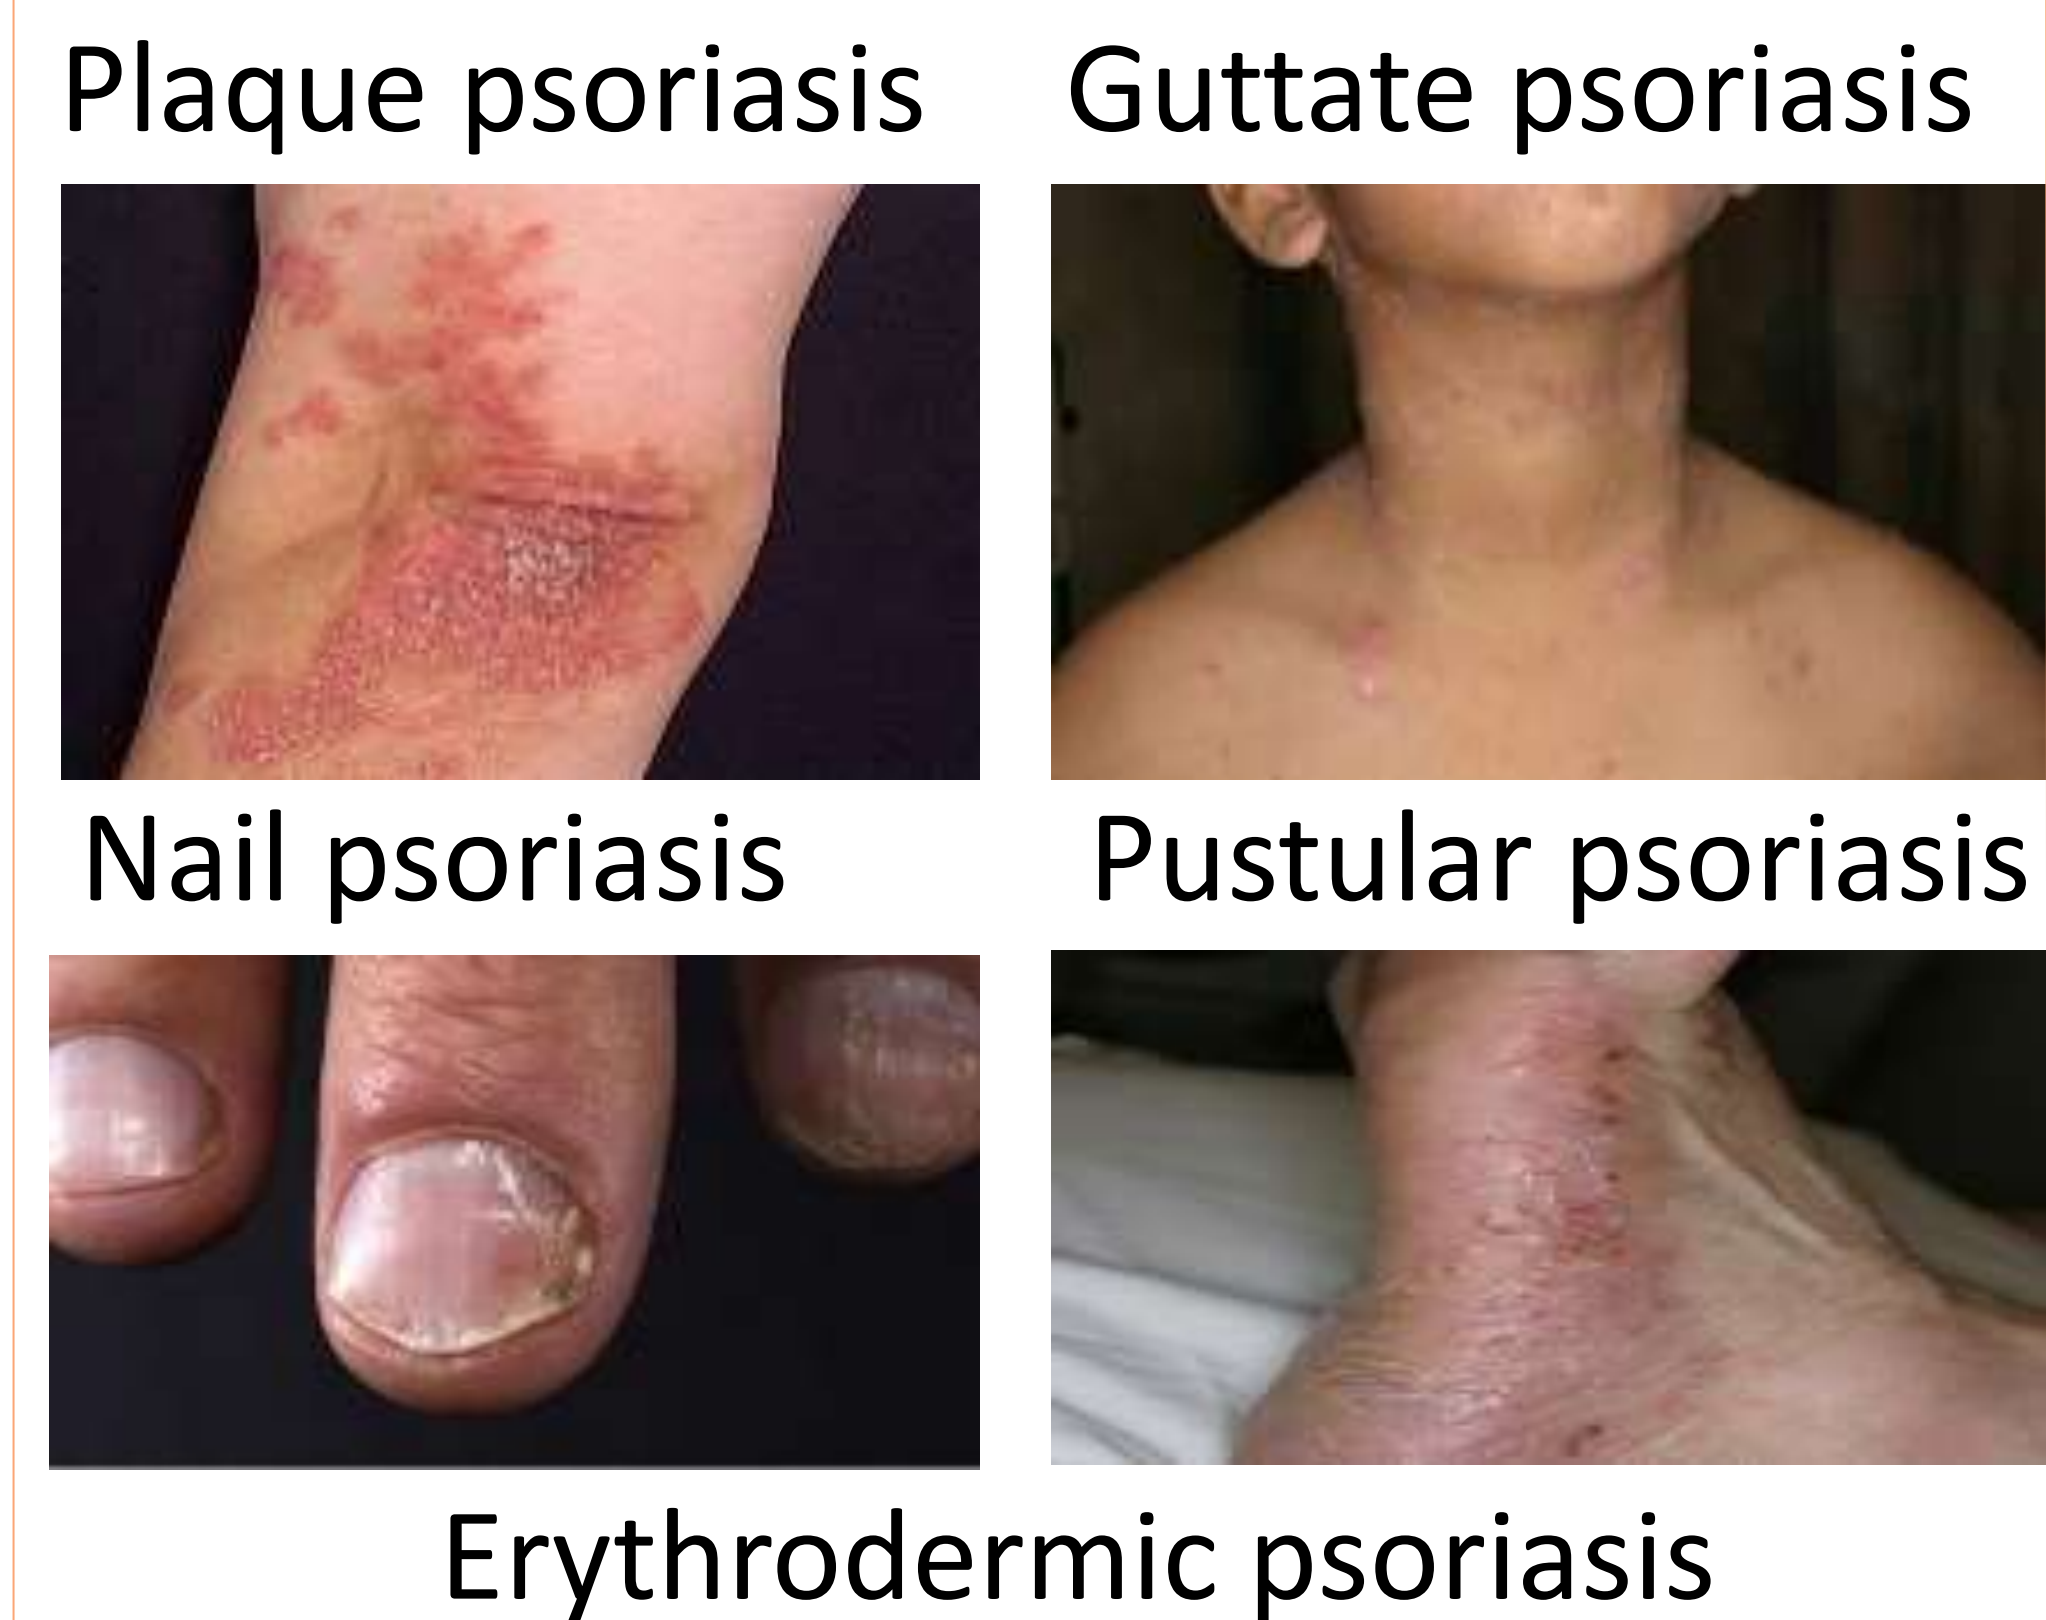 Plaque psoriasis
Guttate psoriasis
Nail psoriasis
Pustular psoriasis
Erythrodermic psoriasis